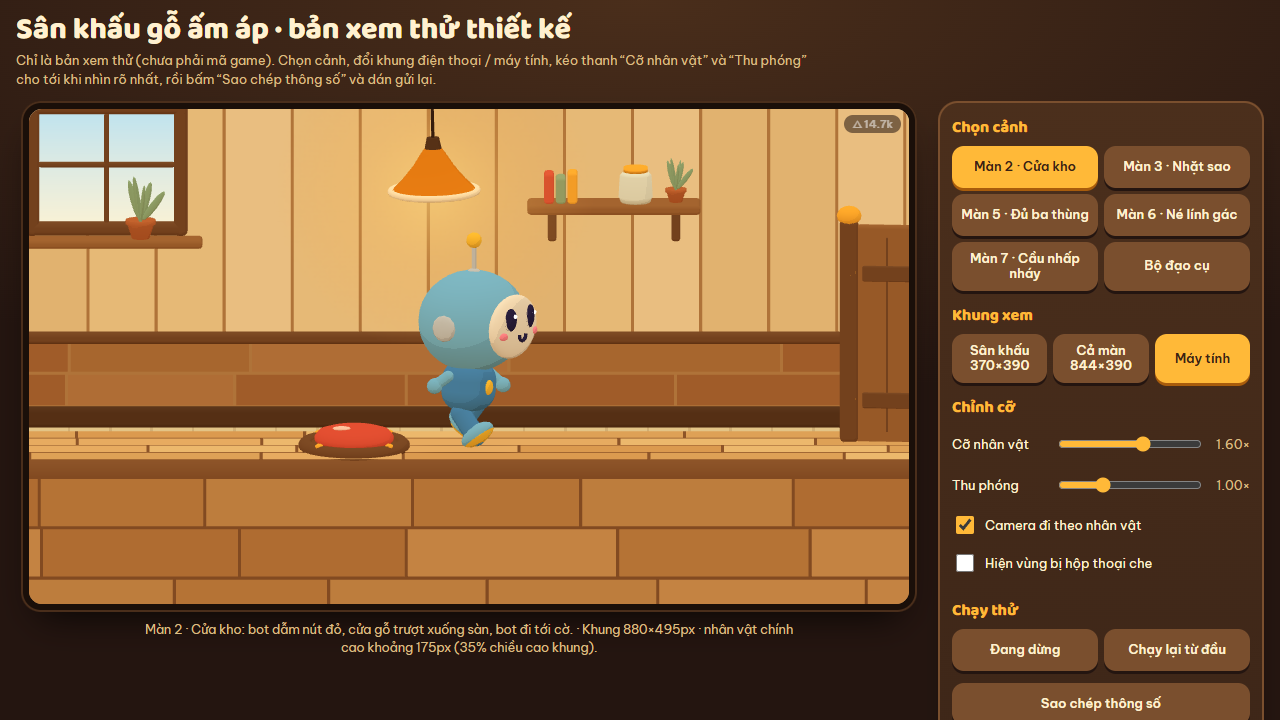 Sân khấu gỗ ấm áp · bản xem thử thiết kế
Chỉ là bản xem thử (chưa phải mã game). Chọn cảnh, đổi khung điện thoại / máy tính, kéo thanh “Cỡ nhân vật” và “Thu phóng”
cho tới khi nhìn rõ nhất, rồi bấm “Sao chép thông số” và dán gửi lại.
△ 14.7k
Màn 2 · Cửa kho: bot dẫm nút đỏ, cửa gỗ trượt xuống sàn, bot đi tới cờ. · Khung 880×495px · nhân vật chính
cao khoảng 175px (35% chiều cao khung).
Chọn cảnh
Màn 2 · Cửa kho
Màn 3 · Nhặt sao
Màn 5 · Đủ ba thùng
Màn 6 · Né lính gác
Màn 7 · Cầu nhấp
nháy
Bộ đạo cụ
Khung xem
Sân khấu
370×390
Cả màn
844×390
Máy tính
Chỉnh cỡ
Cỡ nhân vật
1.60×
Thu phóng
1.00×
Camera đi theo nhân vật
Hiện vùng bị hộp thoại che
Chạy thử
Đang dừng
Chạy lại từ đầu
Sao chép thông số